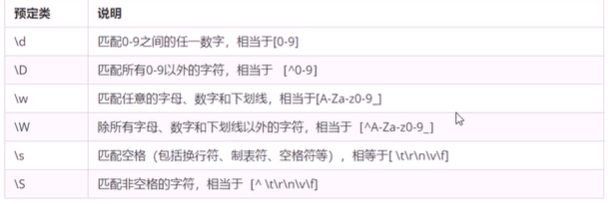 预定类 说明
\d 匹配0-9之间的任一数字，相当于[0-9]
\D 匹配所有0-9以外的字符，相当于 [^0-9]
\w 匹配任意的字母、数字和下划线，相当于[A-Za-z0-9_]
\W 除所有字母、数字和下划线以外的字符，相当于 [^A-Za-z0-9_]
\s 匹配空格（包括换行符、制表符、空格符等），相等于[ \t\r\n\v\f]
\S 匹配非空格的字符，相当于 [^ \t\r\n\v\f]